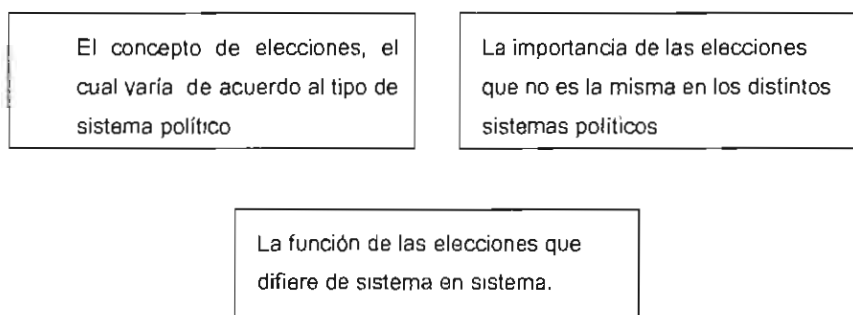 El concepto de elecciones, el
cual varía de acuerdo al tipo de
sistema político
La importancia de las elecciones
que no es la misma en los distintos
sistemas políticos
La función de las elecciones que
difiere de sistema en sistema.